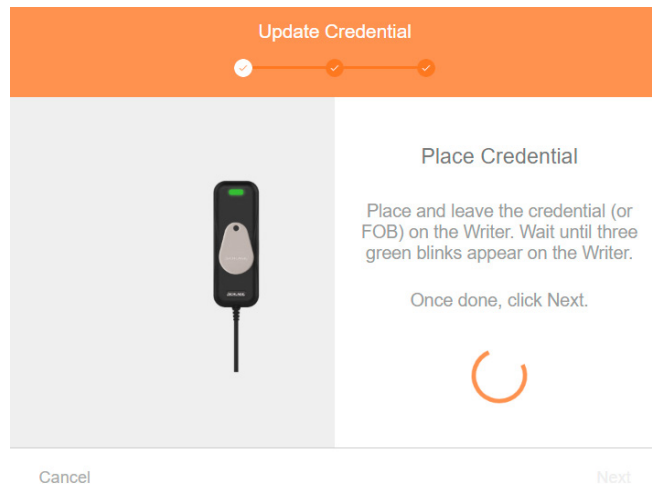 Update Credential
Place Credential
Place and leave the credential (or
FOB) on the Writer. Wait until three
green blinks appear on the Writer.
Once done, click Next.
Cancel
Next